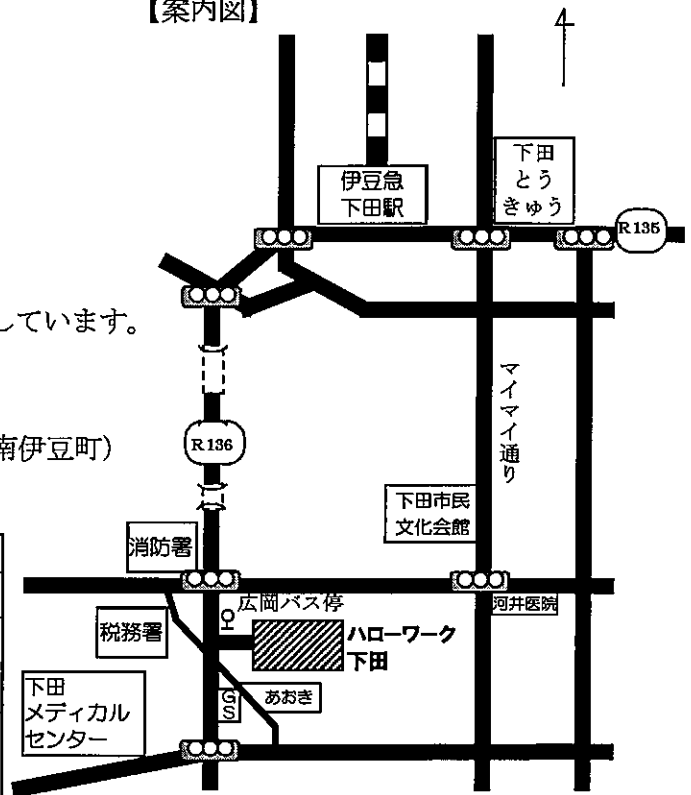 【案内図】
伊豆急
下田駅
下田
とう
きゅう
R 135
しています。
R 136
南伊豆町）
マイマイ通り
下田市民
文化会館
消防署
広岡バス停
河井医院
税務署
ハローワーク
下田
下田
メディカル
センター
GS
あおき